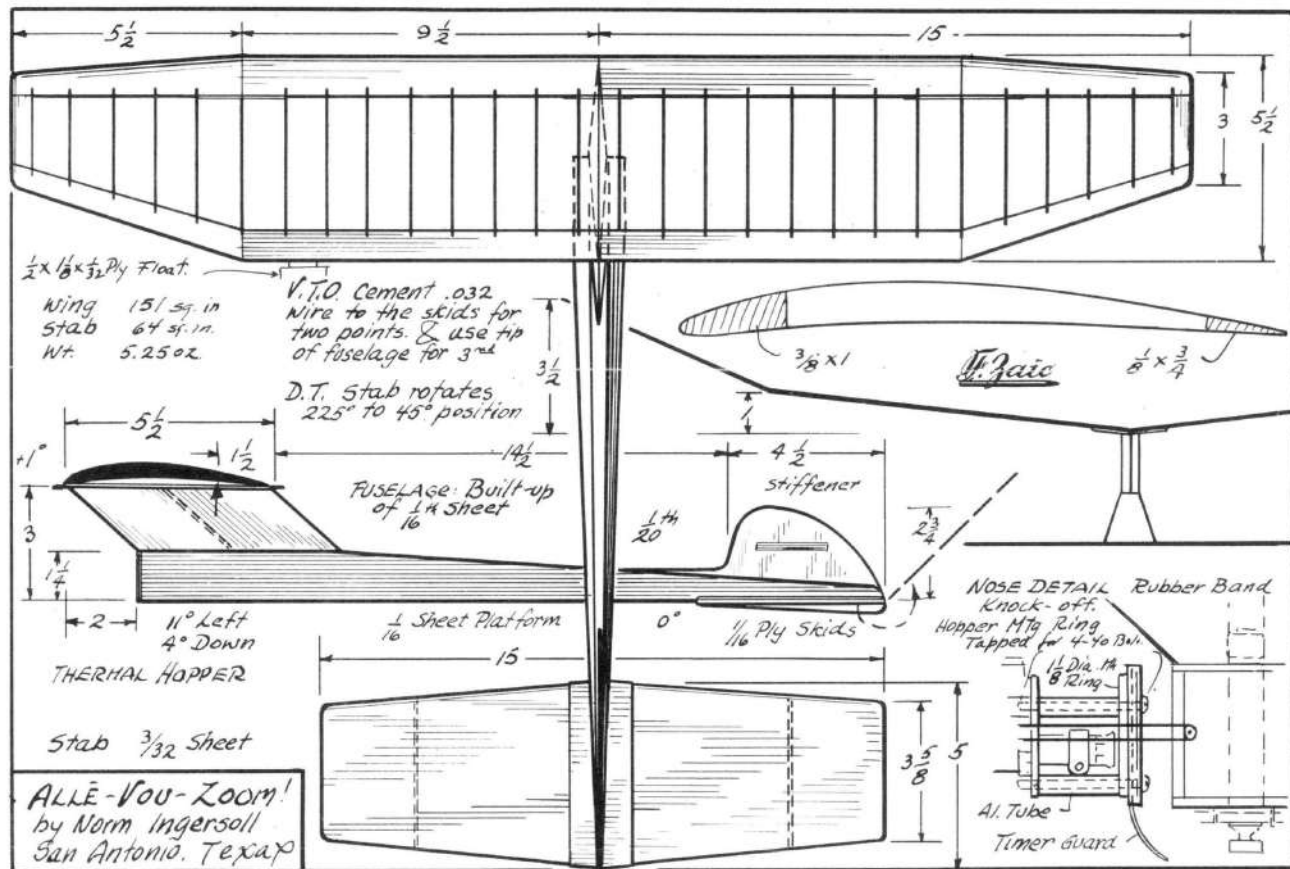 5 1/2
9 1/2
15
3
5 1/2
1/2 x 1 1/8 x 1/32 Ply Float.
Wing 151 sq. in
Stab 64 sq. in.
Wt. 5.25 oz.
V.T.O. Cement .032
wire to the skids for
two points. & use tip
of fuselage for 3rd
D.T. Stab rotates
225° to 45° position
3 1/2
3/8 x 1
1/8 x 3/4
F. Zaic
1
5 1/2
+1°
1 1/2
14 1/2
4 1/2
FUSELAGE: Built-up
of 1/16 th Sheet
Stiffener
1/20 th
2 3/4
3
1 1/4
2
11° Left
4° Down
1/16 Sheet Platform
0°
1/16 Ply Skids
THERMAL HOPPER
15
Stab 3/32 Sheet
3 5/8
5
NOSE DETAIL
Rubber Band
Knock-off.
Hopper Mtg Ring
Tapped for 4-40
1 1/8 Dia.
Ring
Al. Tube
Timer Guard
ALLĒ-VOU-ZOOM!
by Norm Ingersoll
San Antonio. Texas